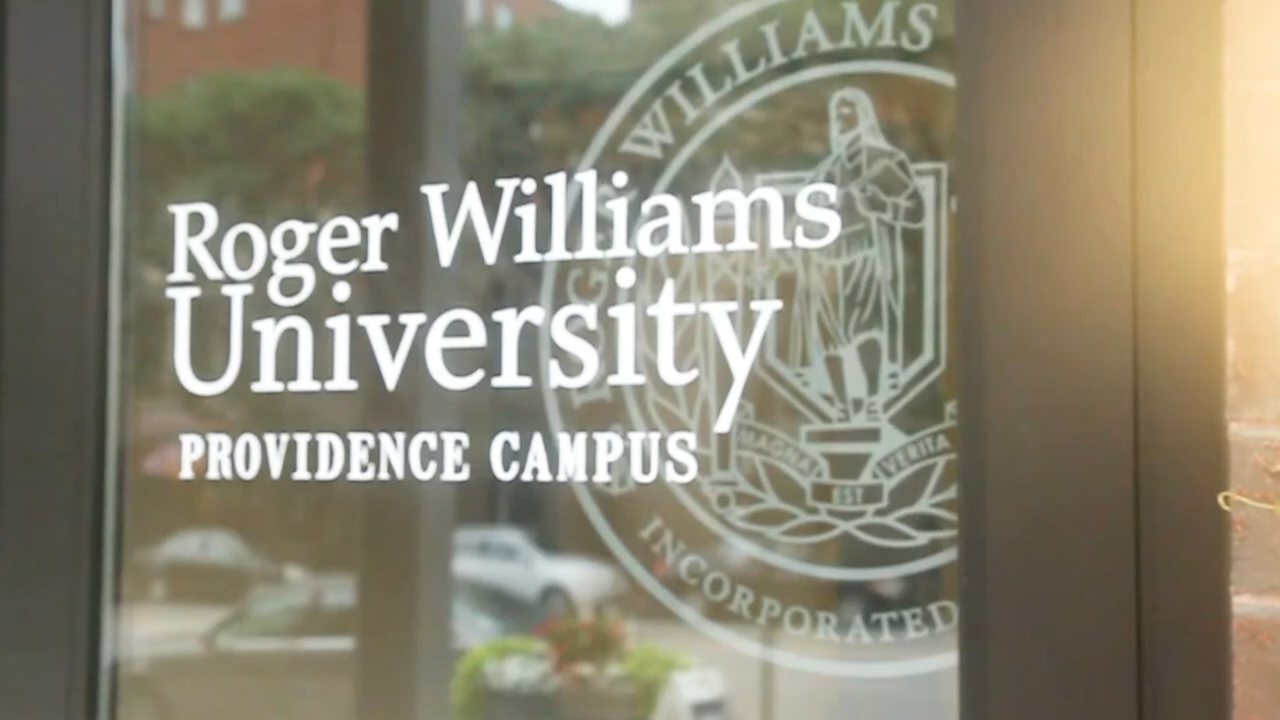 Roger Williams
University
PROVIDENCE CAMPUS
WILLIAMS
MAGNA
EST
VERITA
INCORPORATED